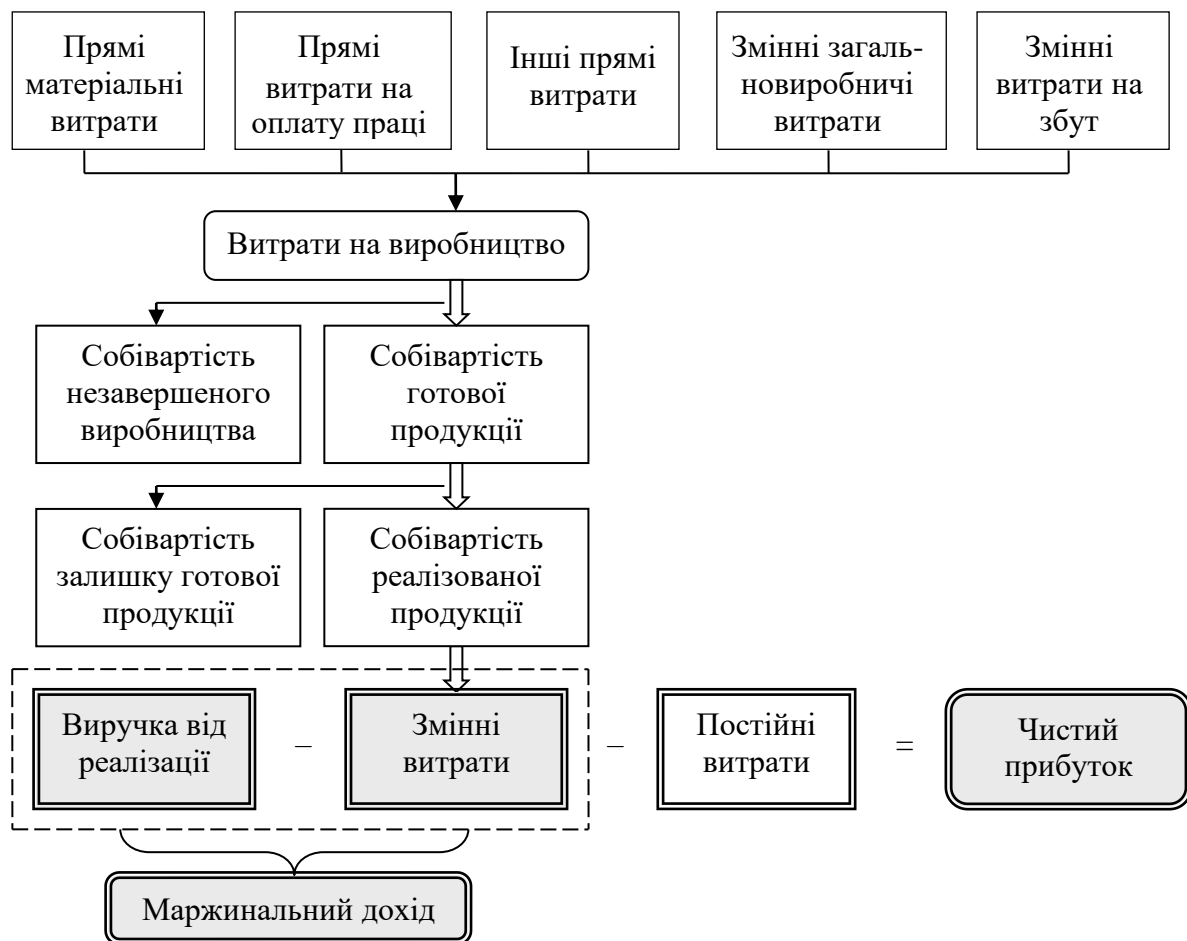 Прямі
матеріальні
витрати
Прямі
витрати на
оплату праці
Інші прямі
витрати
Змінні загаль-
новиробничі
витрати
Змінні
витрати на
збут
Витрати на виробництво
Собівартість
незавершеного
виробництва
Собівартість
готової
продукції
Собівартість
залишку готової
продукції
Собівартість
реалізованої
продукції
Виручка від
реалізації
–
Змінні
витрати
–
Постійні
витрати
=
Чистий
прибуток
Маржинальний дохід